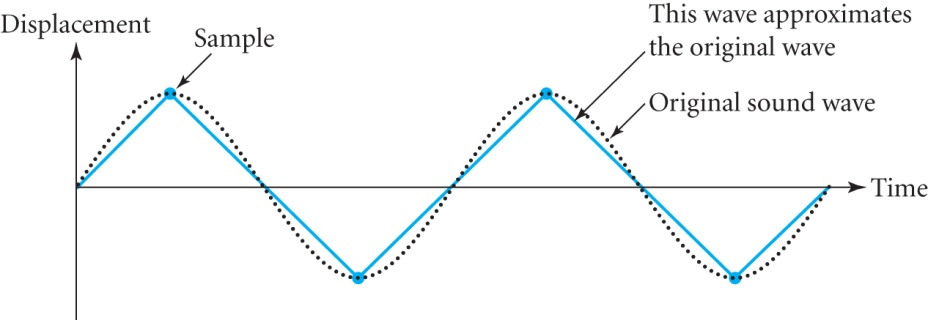 Displacement
Sample
This wave approximates
the original wave
Original sound wave
Time